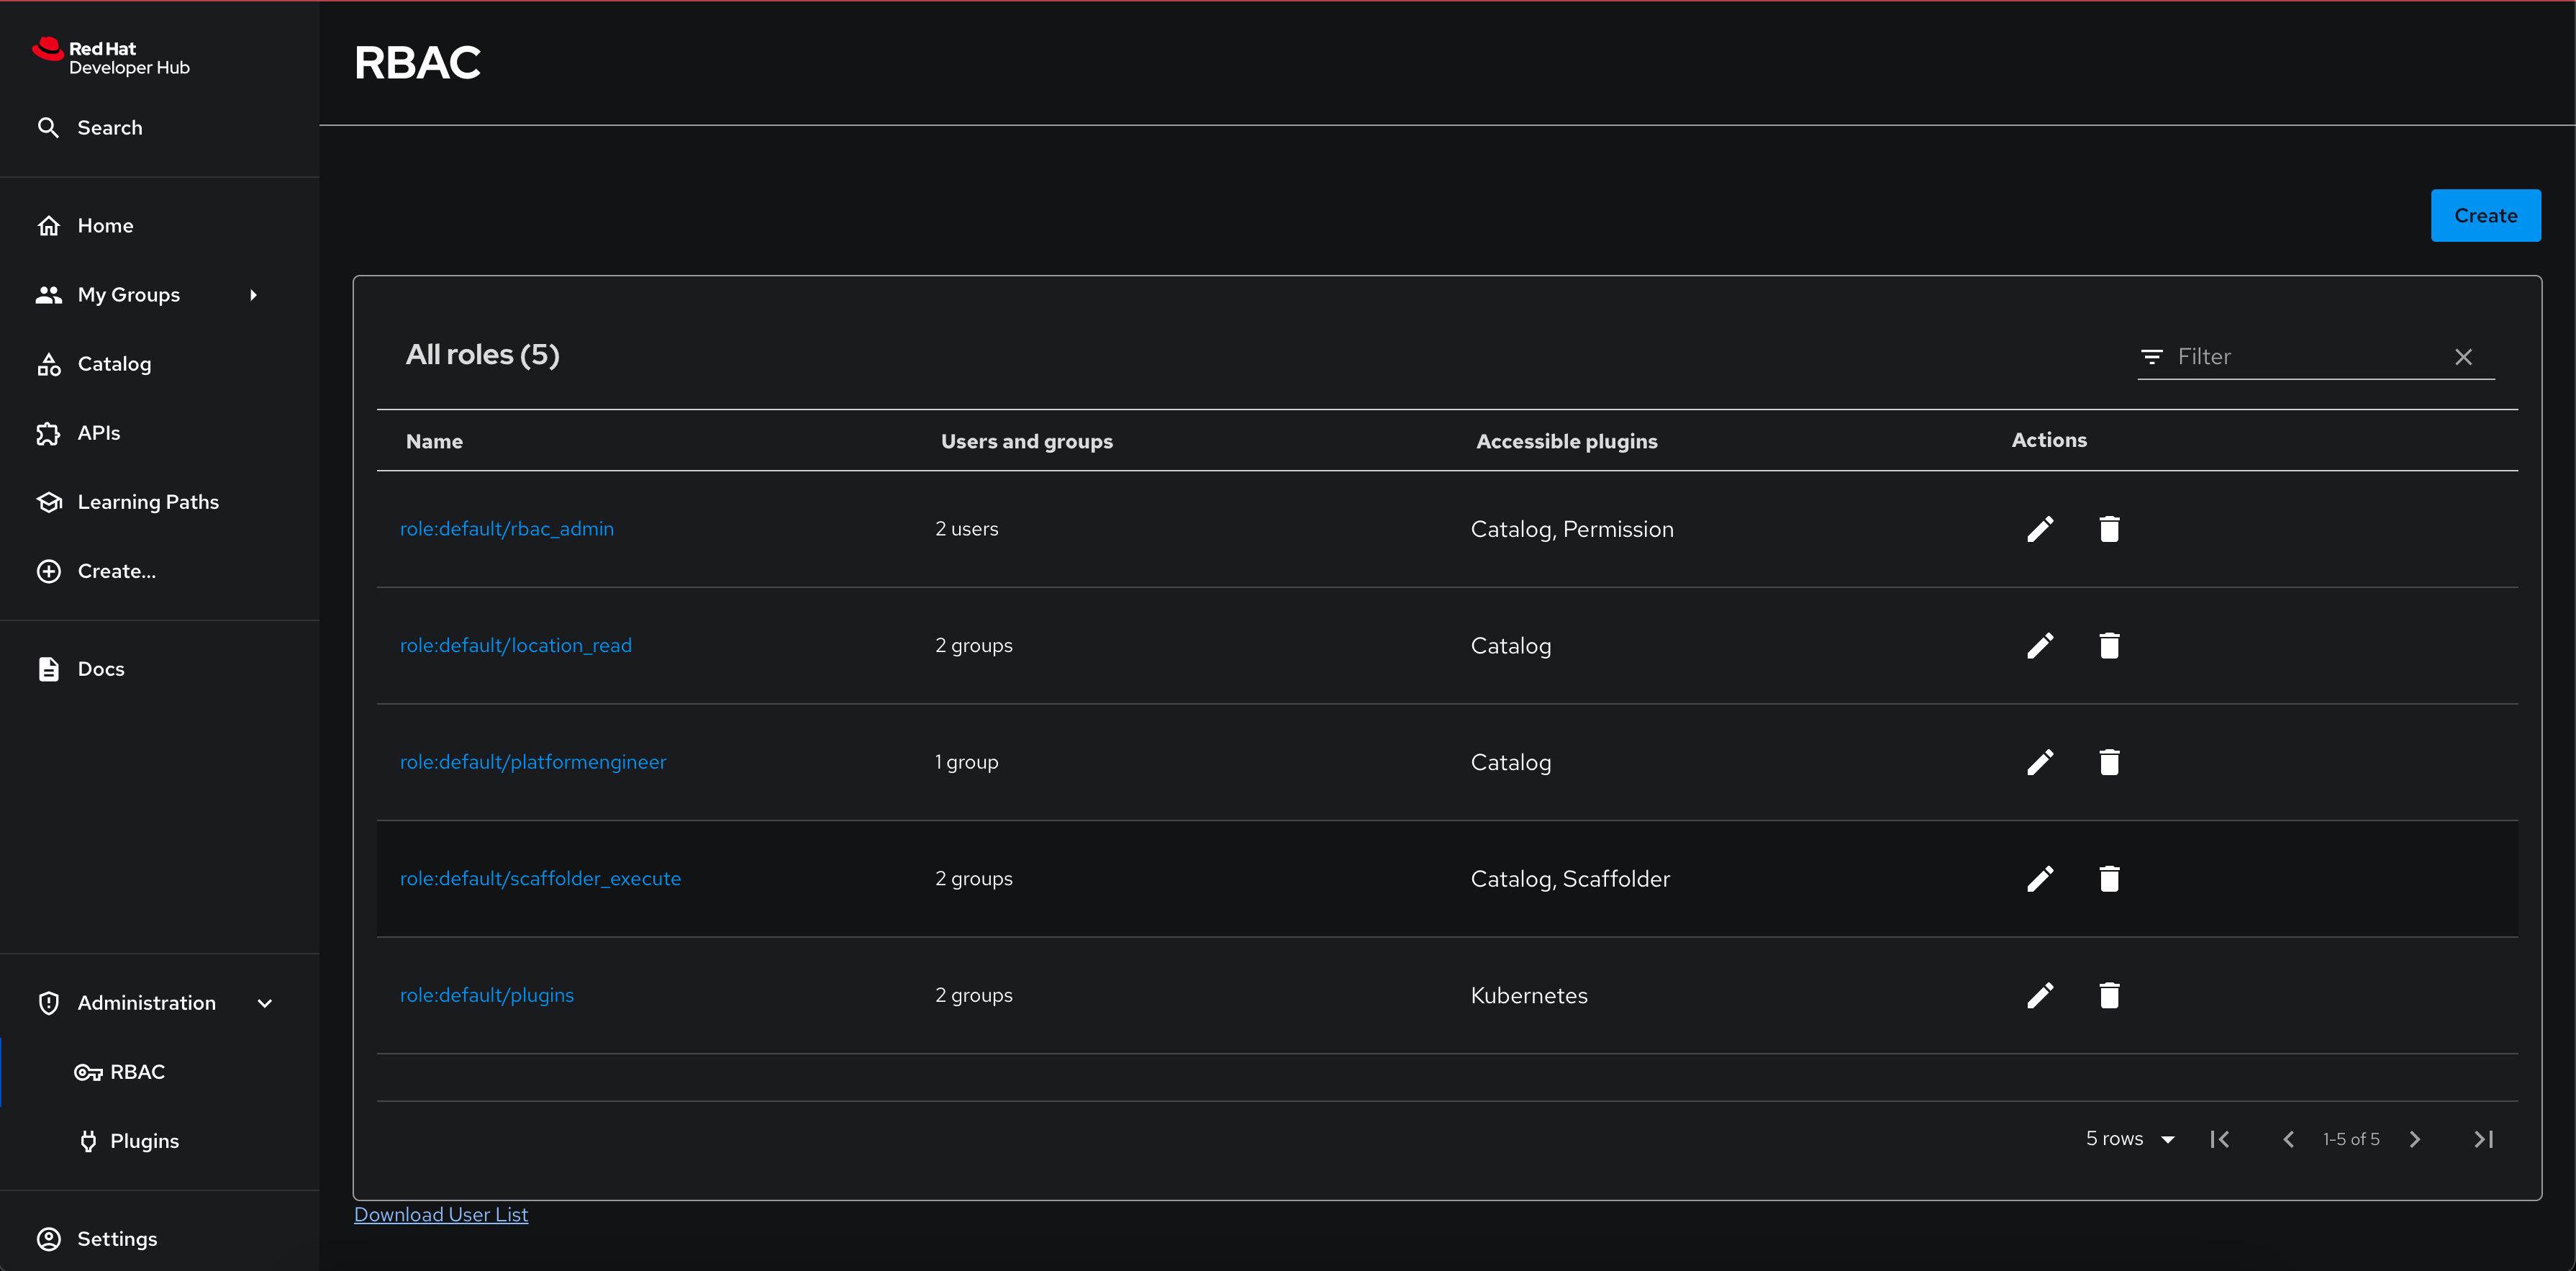 Red Hat
Developer Hub
Search
Home
My Groups
Catalog
APIs
Learning Paths
Create...
Docs
Administration
RBAC
Plugins
Settings
RBAC
Create
All roles (5)
Filter
Name Users and groups Accessible plugins Actions
role:default/rbac_admin 2 users Catalog, Permission
role:default/location_read 2 groups Catalog
role:default/platformengineer 1 group Catalog
role:default/scaffolder_execute 2 groups Catalog, Scaffolder
role:default/plugins 2 groups Kubernetes
5 rows 1-5 of 5
Download User List